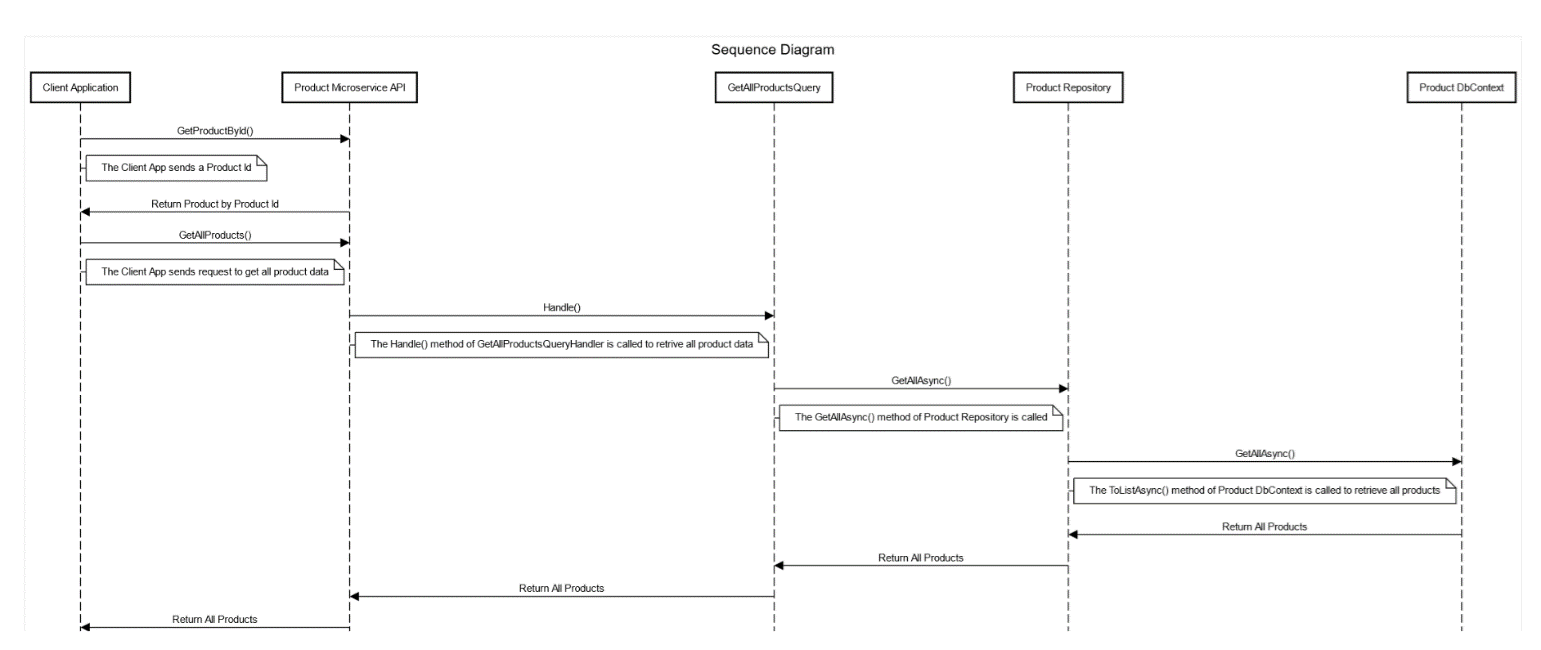 Sequence Diagram
Client Application
Product Microservice API
GetAllProductsQuery
Product Repository
Product DbContext
GetProductById()
The Client App sends a Product Id
Return Product by Product Id
GetAllProducts()
The Client App sends request to get all product data
Handle()
The Handle() method of GetAllProductsQueryHandler is called to retrive all product data
GetAllAsync()
The GetAllAsync() method of Product Repository is called
GetAllAsync()
The ToListAsync() method of Product DbContext is called to retrieve all products
Return All Products
Return All Products
Return All Products
Return All Products